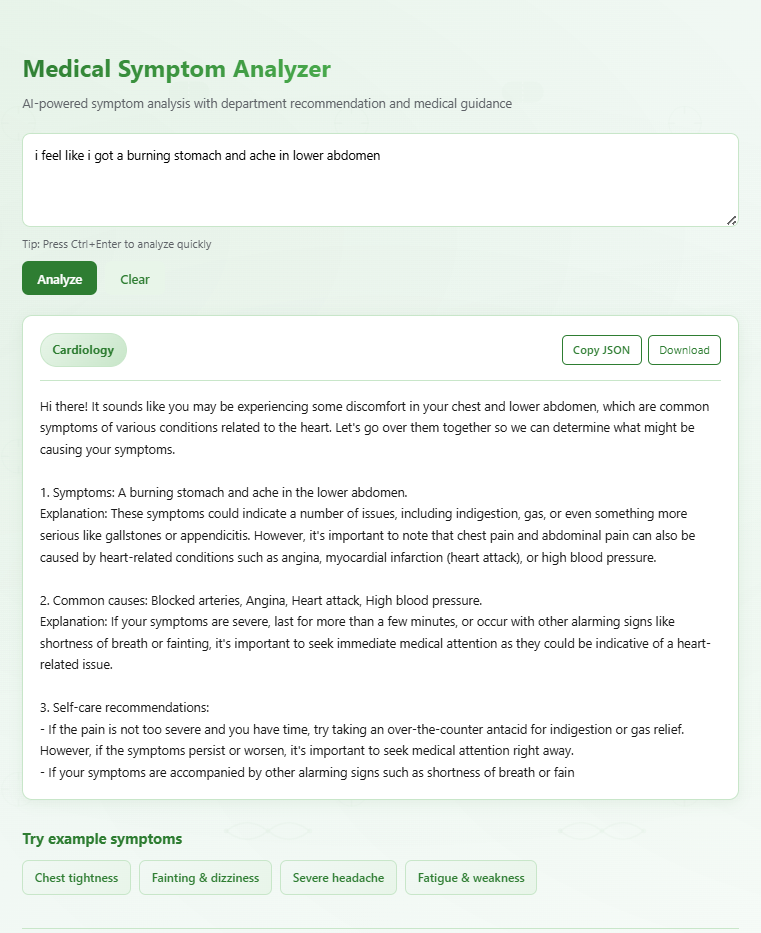 Medical Symptom Analyzer
AI-powered symptom analysis with department recommendation and medical guidance
i feel like i got a burning stomach and ache in lower abdomen
Tip: Press Ctrl+Enter to analyze quickly
Analyze Clear
Cardiology Copy JSON Download
Hi there! It sounds like you may be experiencing some discomfort in your chest and lower abdomen, which are common
symptoms of various conditions related to the heart. Let's go over them together so we can determine what might be
causing your symptoms.
1. Symptoms: A burning stomach and ache in the lower abdomen.
Explanation: These symptoms could indicate a number of issues, including indigestion, gas, or even something more
serious like gallstones or appendicitis. However, it's important to note that chest pain and abdominal pain can also be
caused by heart-related conditions such as angina, myocardial infarction (heart attack), or high blood pressure.
2. Common causes: Blocked arteries, Angina, Heart attack, High blood pressure.
Explanation: If your symptoms are severe, last for more than a few minutes, or occur with other alarming signs like
shortness of breath or fainting, it's important to seek immediate medical attention as they could be indicative of a heart-
related issue.
3. Self-care recommendations:
- If the pain is not too severe and you have time, try taking an over-the-counter antacid for indigestion or gas relief.
However, if the symptoms persist or worsen, it's important to seek medical attention right away.
- If your symptoms are accompanied by other alarming signs such as shortness of breath or fain
Try example symptoms
Chest tightness Fainting & dizziness Severe headache Fatigue & weakness